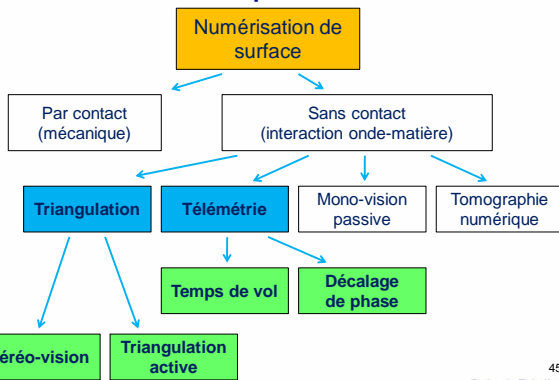 Numérisation de
surface
Par contact
(mécanique)
Sans contact
(interaction onde-matière)
Triangulation
Télémétrie
Mono-vision
passive
Tomographie
numérique
Temps de vol
Décalage
de phase
éréo-vision
Triangulation
active
45